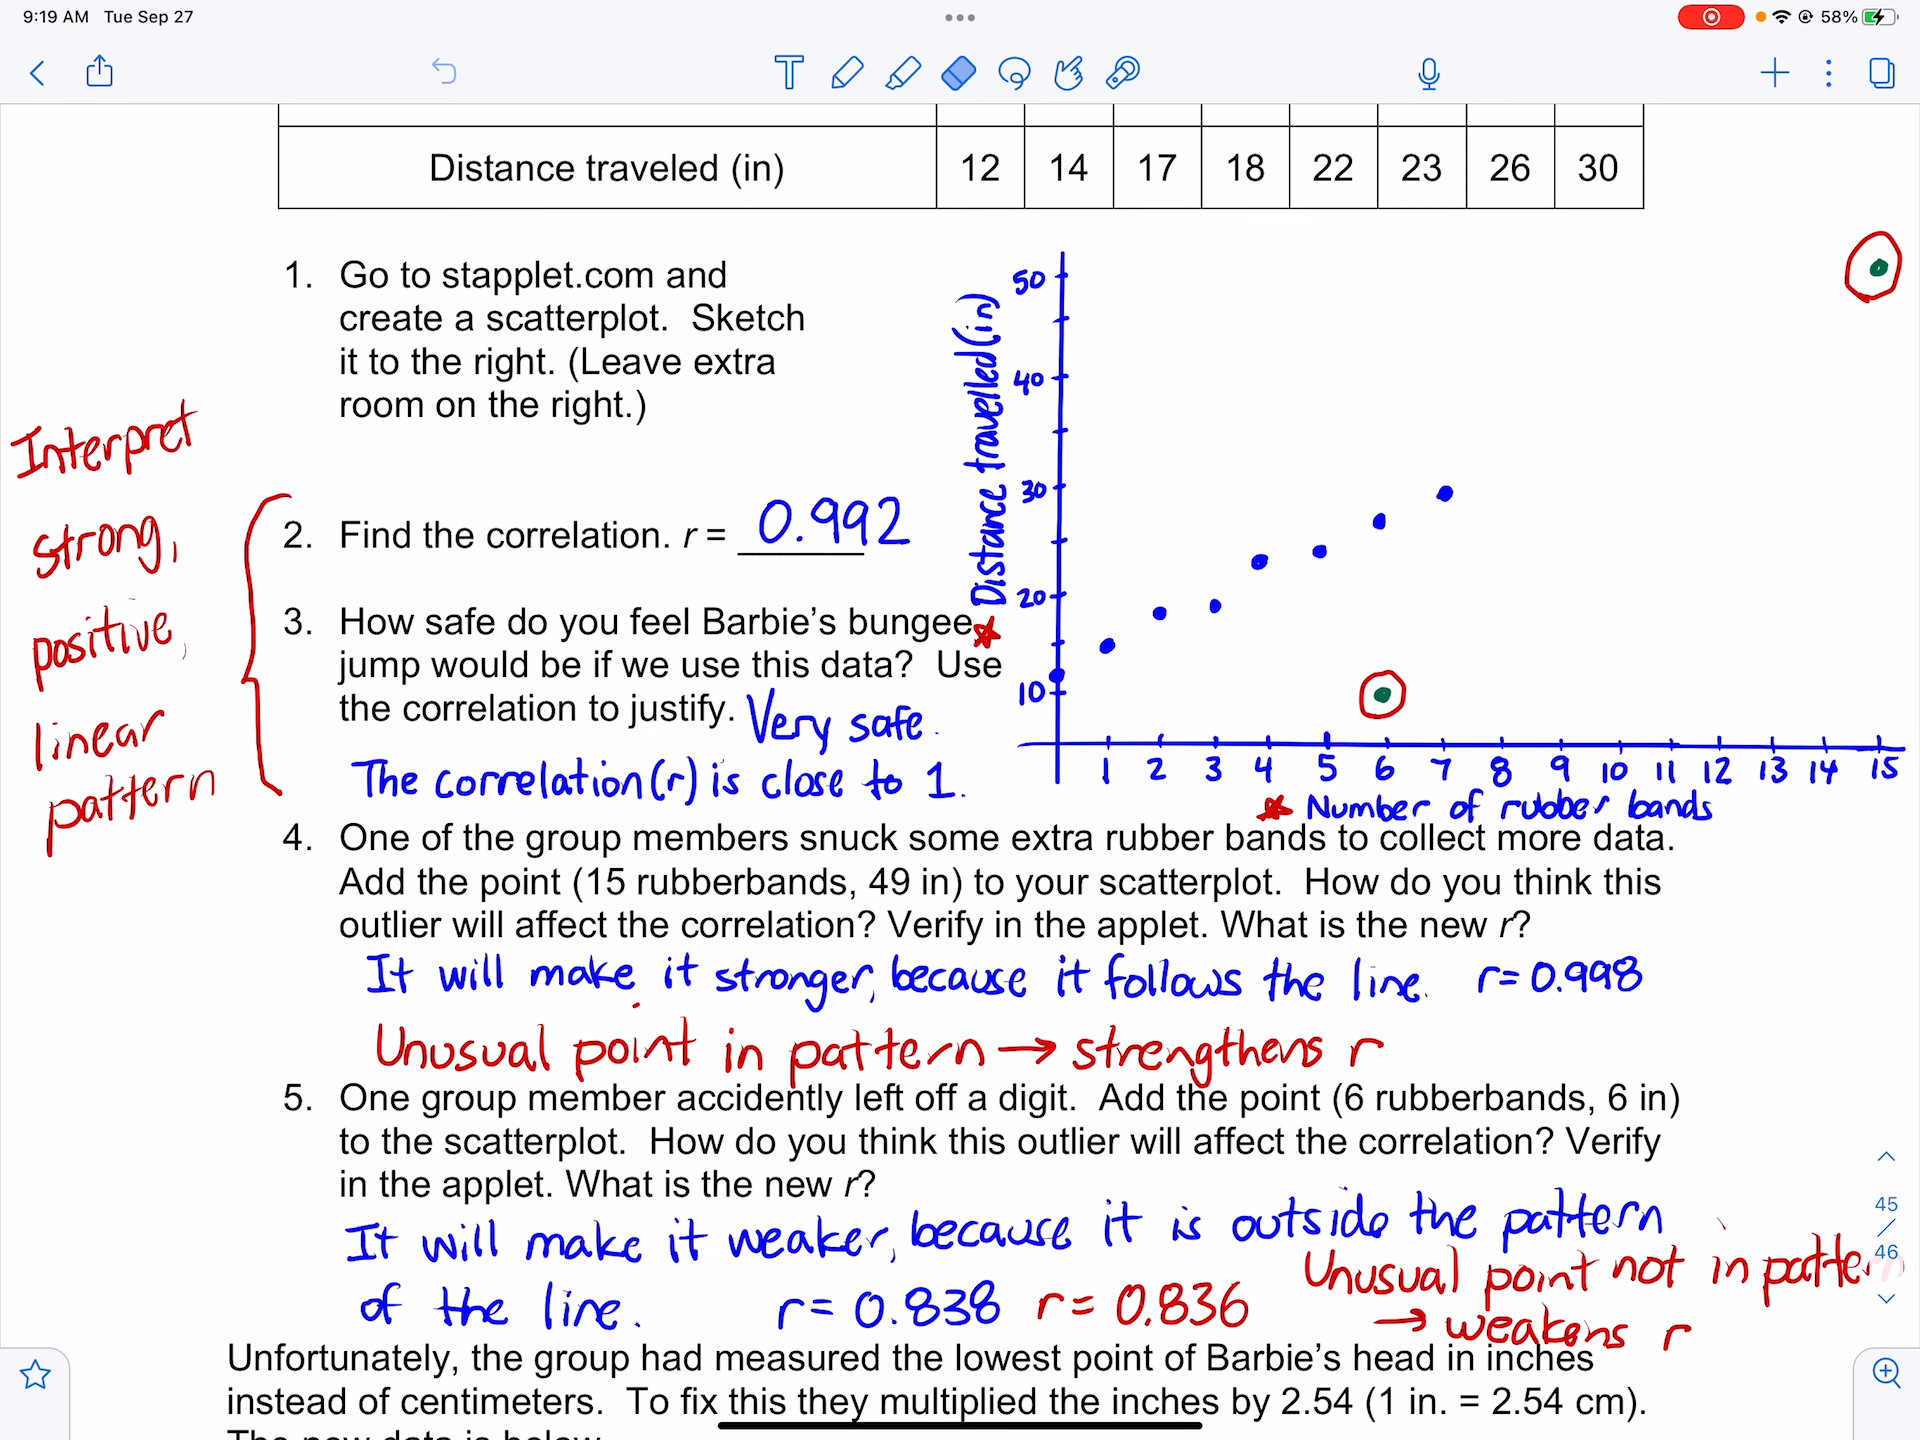 9:19 AM Tue Sep 27
58%
Distance traveled (in) 12 14 17 18 22 23 26 30
1. Go to stapplet.com and
create a scatterplot. Sketch
it to the right. (Leave extra
room on the right.)
Interpret
strong,
positive,
linear
pattern
2. Find the correlation. r = 0.992
3. How safe do you feel Barbie's bungee
jump would be if we use this data? Use
the correlation to justify. Very safe.
The correlation (r) is close to 1.
Distance travelled (in)
50
40
30
20
10
1 2 3 4 5 6 7 8 9 10 11 12 13 14 15
Number of rubber bands
4. One of the group members snuck some extra rubber bands to collect more data.
Add the point (15 rubberbands, 49 in) to your scatterplot. How do you think this
outlier will affect the correlation? Verify in the applet. What is the new r?
It will make it stronger, because it follows the line. r=0.998
Unusual point in pattern → strengthens r
5. One group member accidently left off a digit. Add the point (6 rubberbands, 6 in)
to the scatterplot. How do you think this outlier will affect the correlation? Verify
in the applet. What is the new r?
It will make it weaker, because it is outside the pattern
of the line. r= 0.838 r= 0.836
Unusual point not in pattern
→ weakens r
45
/
46
Unfortunately, the group had measured the lowest point of Barbie's head in inches
instead of centimeters. To fix this they multiplied the inches by 2.54 (1 in. = 2.54 cm).
The new data is below